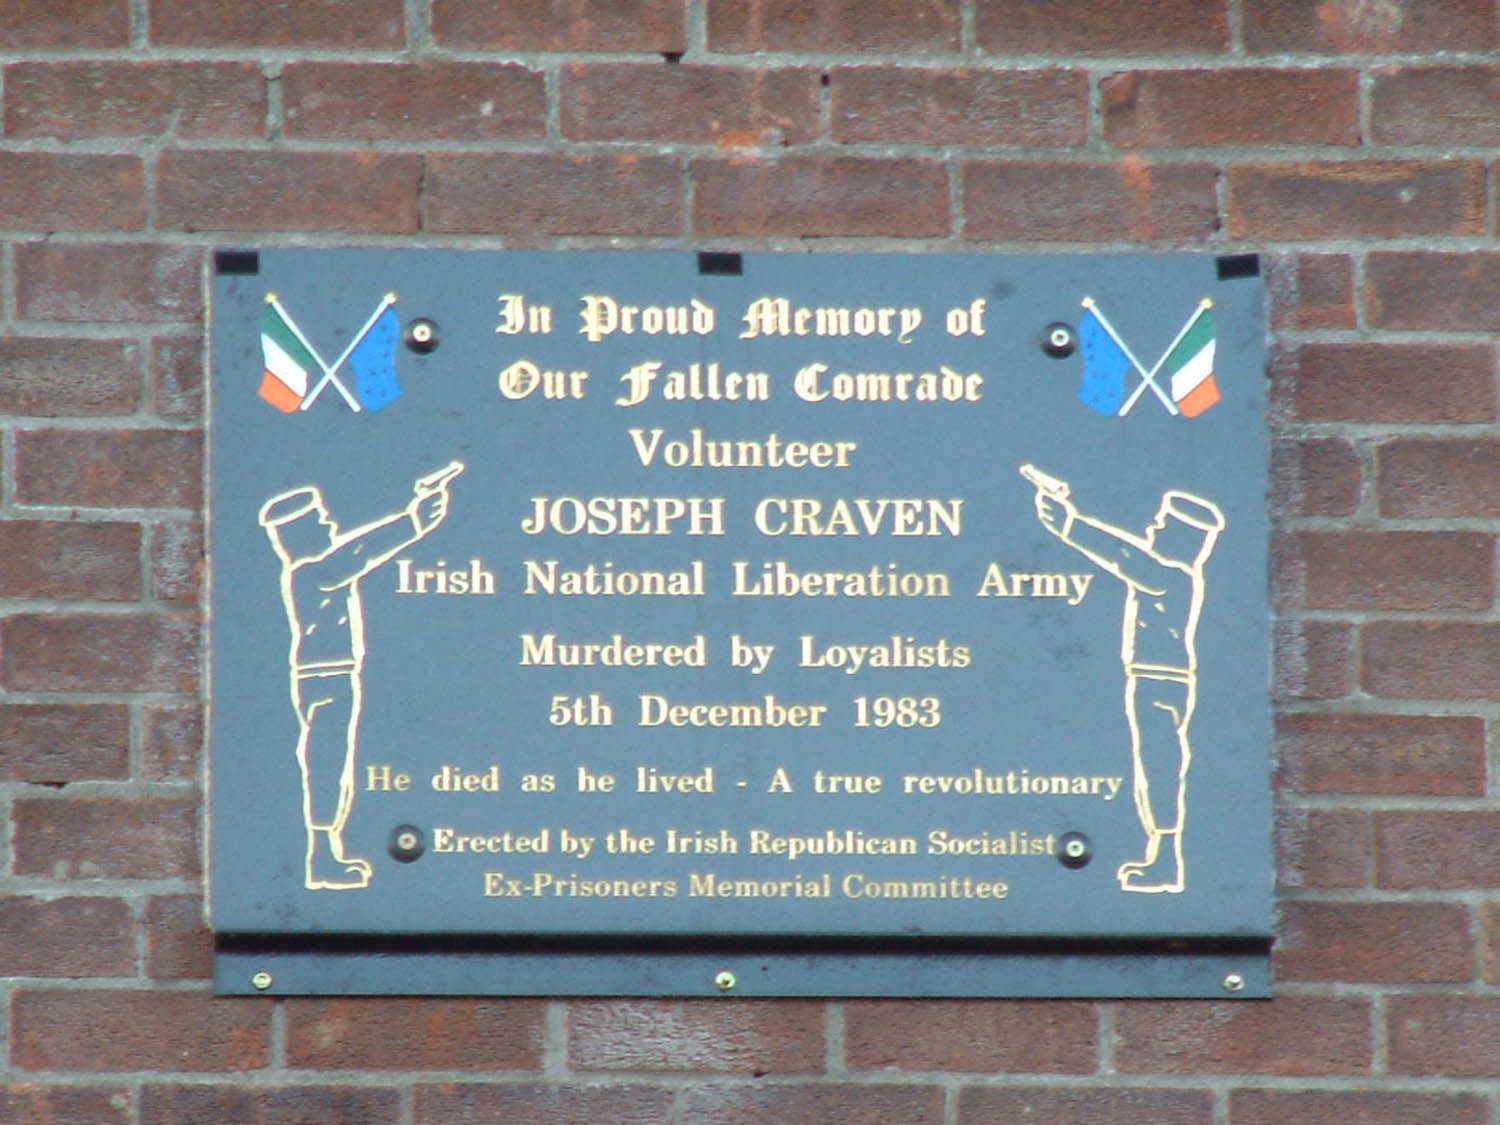 In Proud Memory of
Our Fallen Comrade
Volunteer
JOSEPH CRAVEN
Irish National Liberation Army
Murdered by Loyalists
5th December 1983
He died as he lived - A true revolutionary
Erected by the Irish Republican Socialist
Ex-Prisoners Memorial Committee